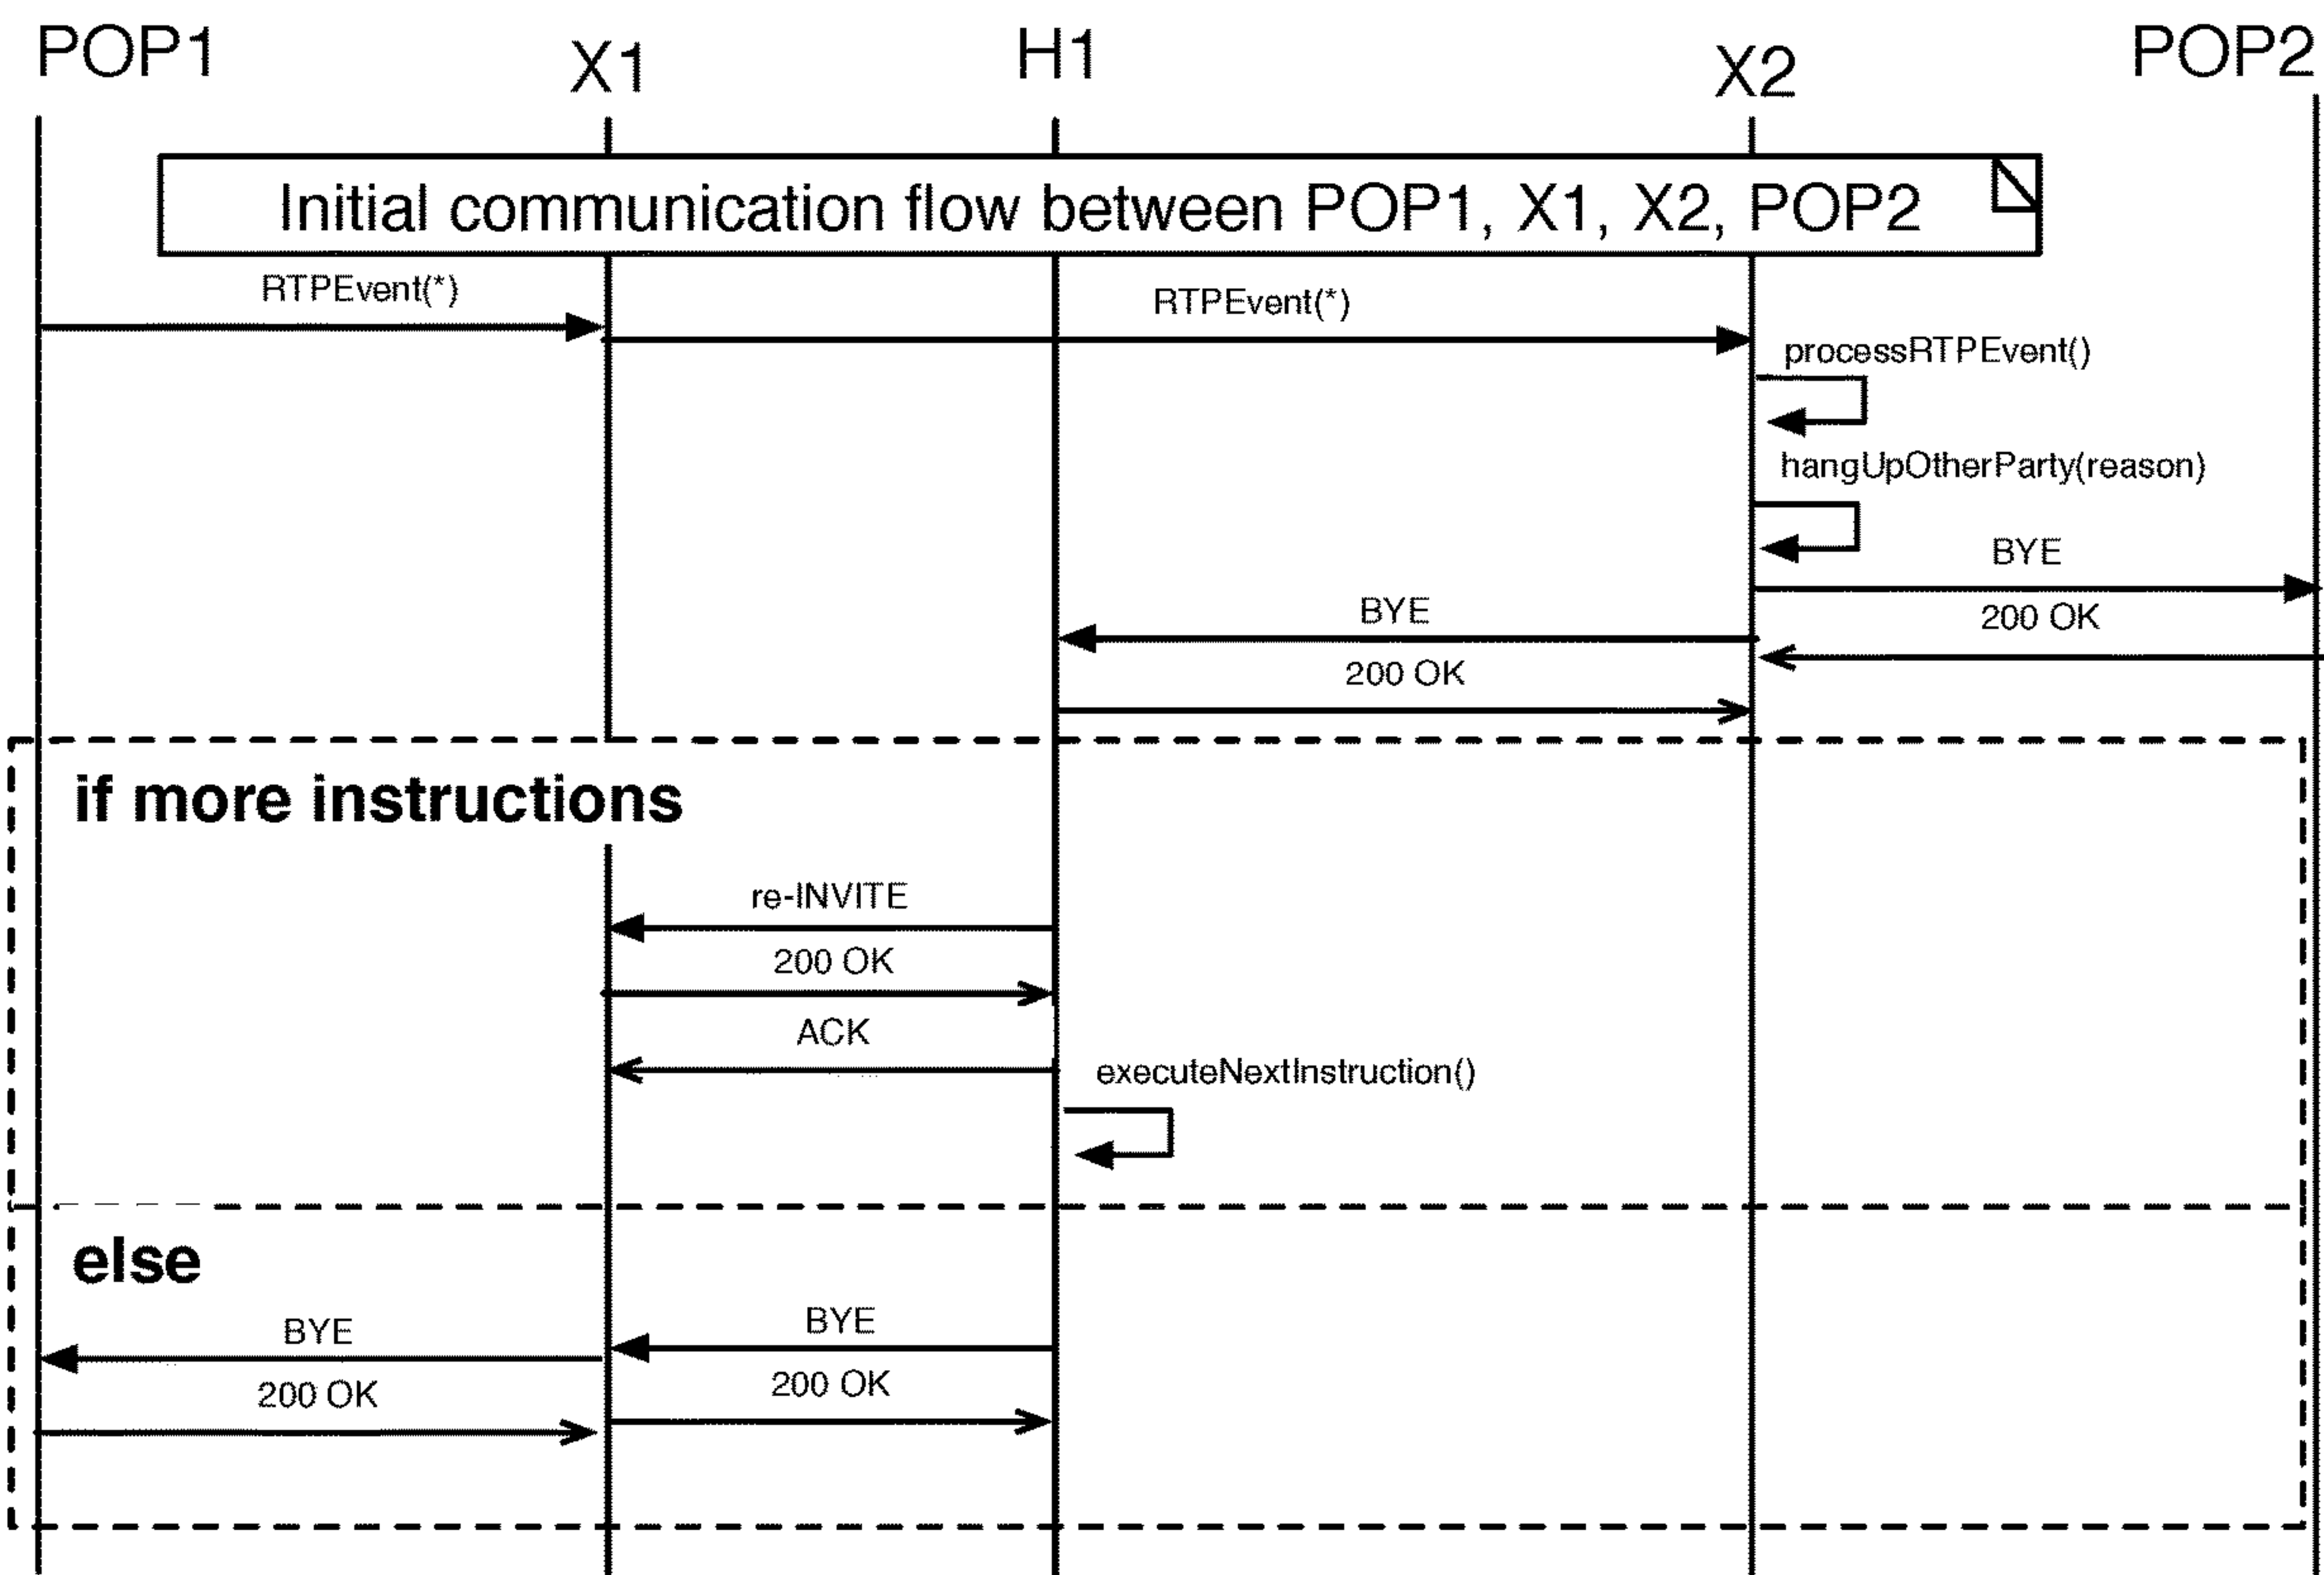 POP1
X1
H1
X2
POP2
Initial communication flow between POP1, X1, X2, POP2
RTPEvent(*)
RTPEvent(*)
processRTPEvent()
hangUpOtherParty(reason)
BYE
BYE
200 OK
200 OK
if more instructions
re-INVITE
200 OK
ACK
executeNextInstruction()
else
BYE
BYE
200 OK
200 OK